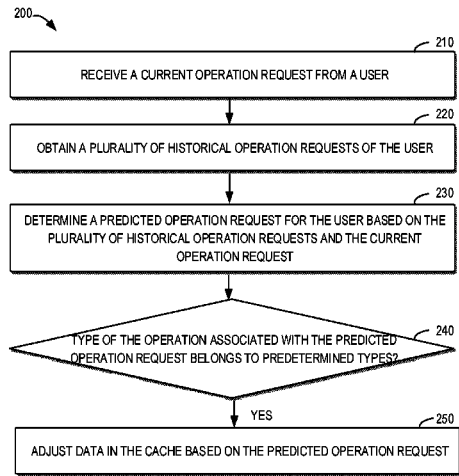 200
210
RECEIVE A CURRENT OPERATION REQUEST FROM A USER
220
OBTAIN A PLURALITY OF HISTORICAL OPERATION REQUESTS OF THE USER
230
DETERMINE A PREDICTED OPERATION REQUEST FOR THE USER BASED ON THE
PLURALITY OF HISTORICAL OPERATION REQUESTS AND THE CURRENT
OPERATION REQUEST
240
TYPE OF THE OPERATION ASSOCIATED WITH THE PREDICTED
OPERATION REQUEST BELONGS TO PREDETERMINED TYPES?
YES
250
ADJUST DATA IN THE CACHE BASED ON THE PREDICTED OPERATION REQUEST